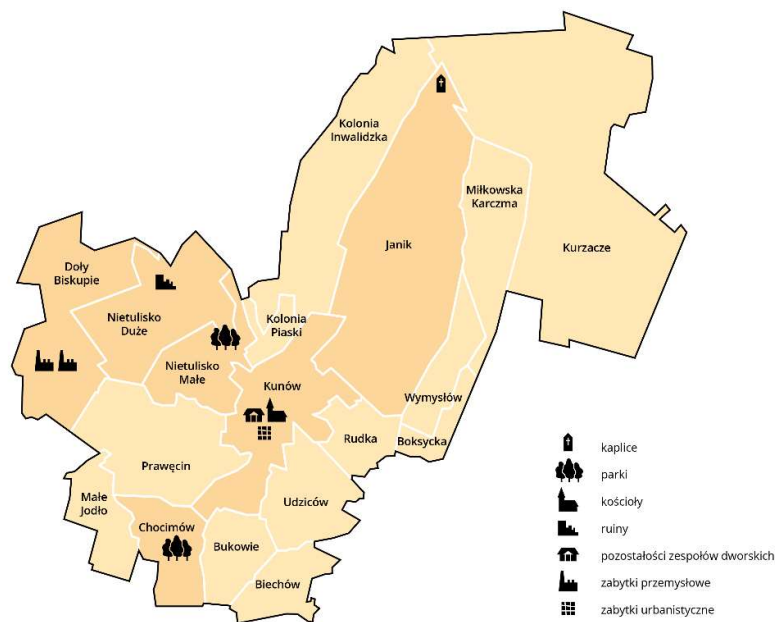 Kolonia
Inwalidzka
Miłkowska
Karczma
Janik
Kurzacze
Doły
Biskupie
Nietulisko
Duże
Kolonia
Piaski
Nietulisko
Małe
Kunów
Wymysłów
Rudka
Boksycka
Prawęcin
Małe
Jodło
Udziców
Chocimów
Bukowie
Biechów
kaplice
parki
kościoły
ruiny
pozostałości zespołów dworskich
zabytki przemysłowe
zabytki urbanistyczne